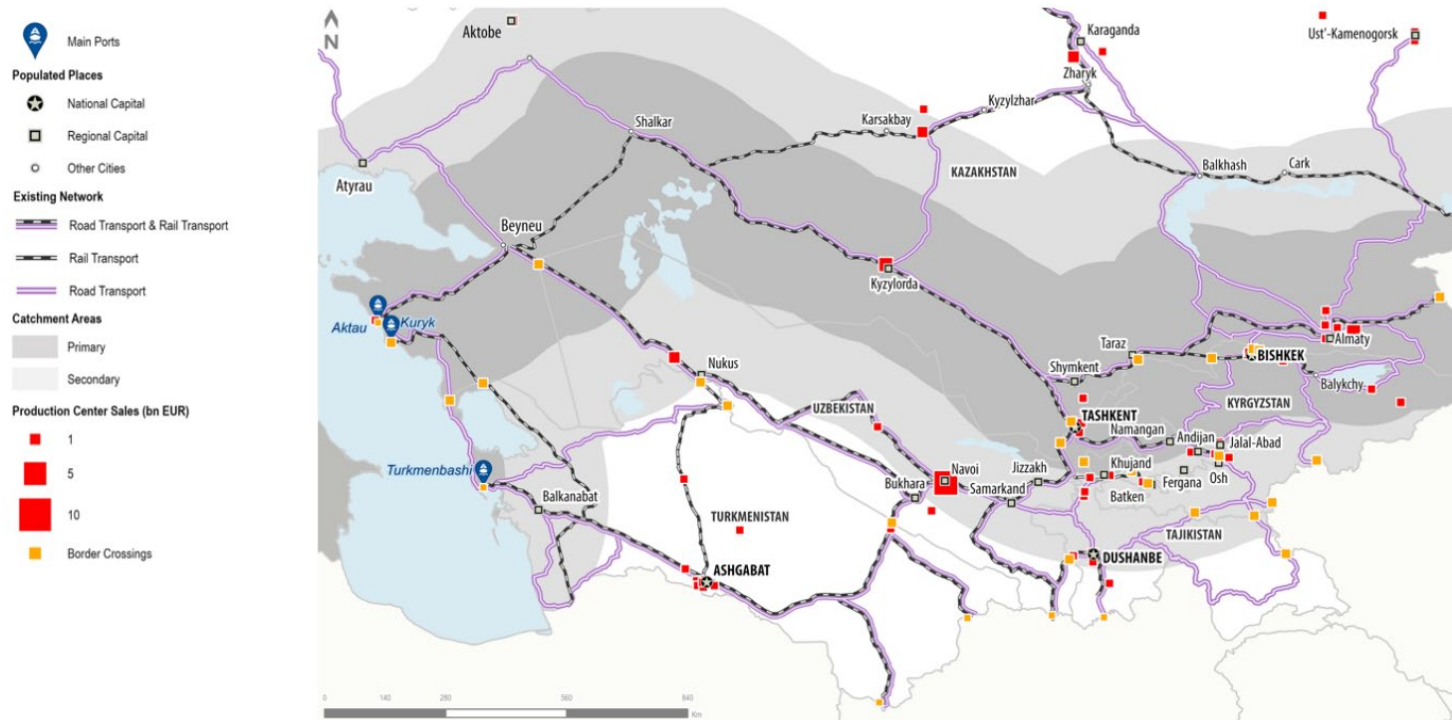 Main Ports
Populated Places
National Capital
Regional Capital
Other Cities
Existing Network
Road Transport & Rail Transport
Rail Transport
Road Transport
Catchment Areas
Primary
Secondary
Production Center Sales (bn EUR)
1
5
10
Border Crossings
N
Aktobe
Karaganda
Ust'-Kamenogorsk
Zharyk
Kyzylzhar
Shalkar
Karsakbay
Atyrau
KAZAKHSTAN
Balkhash
Cark
Beyneu
Kyzylorda
Aktau
Kuryk
Almaty
Taraz
BISHKEK
Nukus
Shymkent
Balykchy
UZBEKISTAN
TASHKENT
KYRGYZSTAN
Namangan
Andijan
Jalal-Abad
Turkmenbashi
Navoi
Jizzakh
Khujand
Fergana
Osh
Balkanabat
Bukhara
Samarkand
Batken
TURKMENISTAN
TAJIKISTAN
ASHGABAT
DUSHANBE
0
140
280
560
840
Km